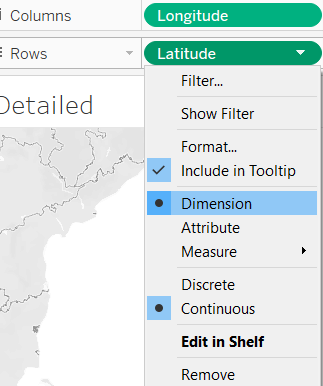 Columns
Longitude
Rows
Latitude
Detailed
Filter...
Show Filter
Format...
Include in Tooltip
Dimension
Attribute
Measure
Discrete
Continuous
Edit in Shelf
Remove